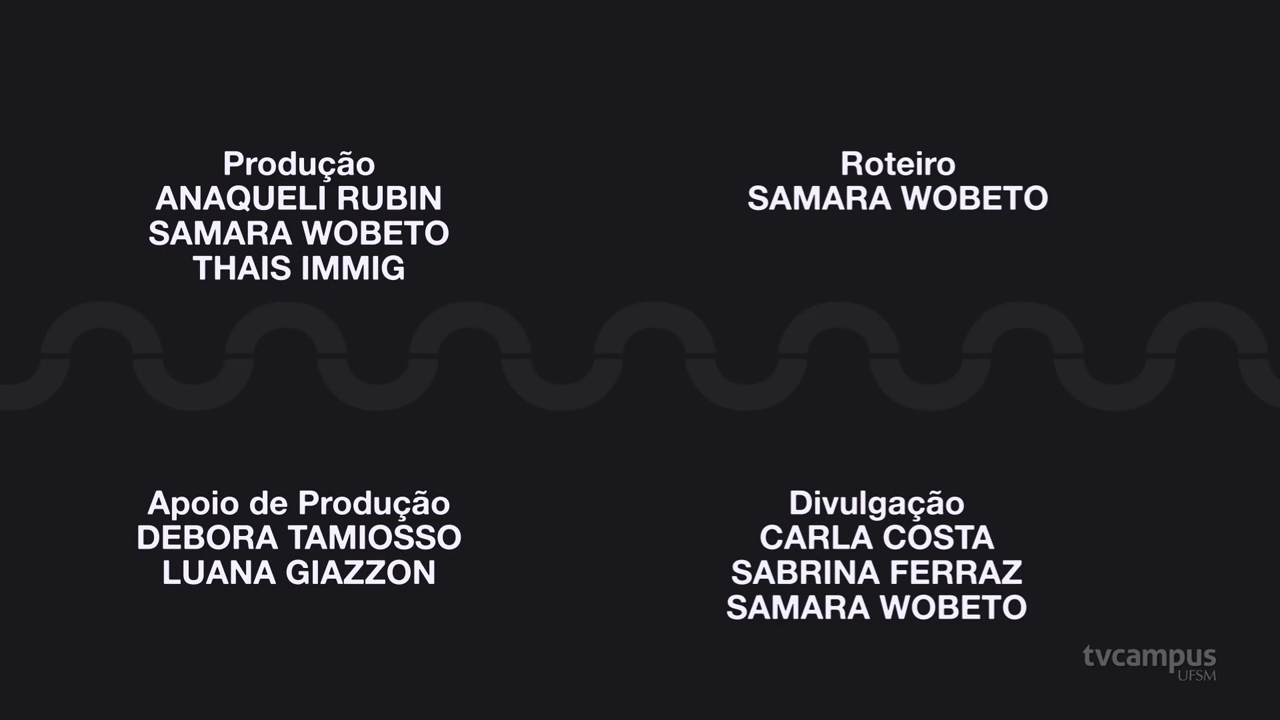 Produção
ANAQUELI RUBIN
SAMARA WOBETO
THAIS IMMIG
Roteiro
SAMARA WOBETO
Apoio de Produção
DEBORA TAMIOSSO
LUANA GIAZZON
Divulgação
CARLA COSTA
SABRINA FERRAZ
SAMARA WOBETO
tvcampus
UFSM